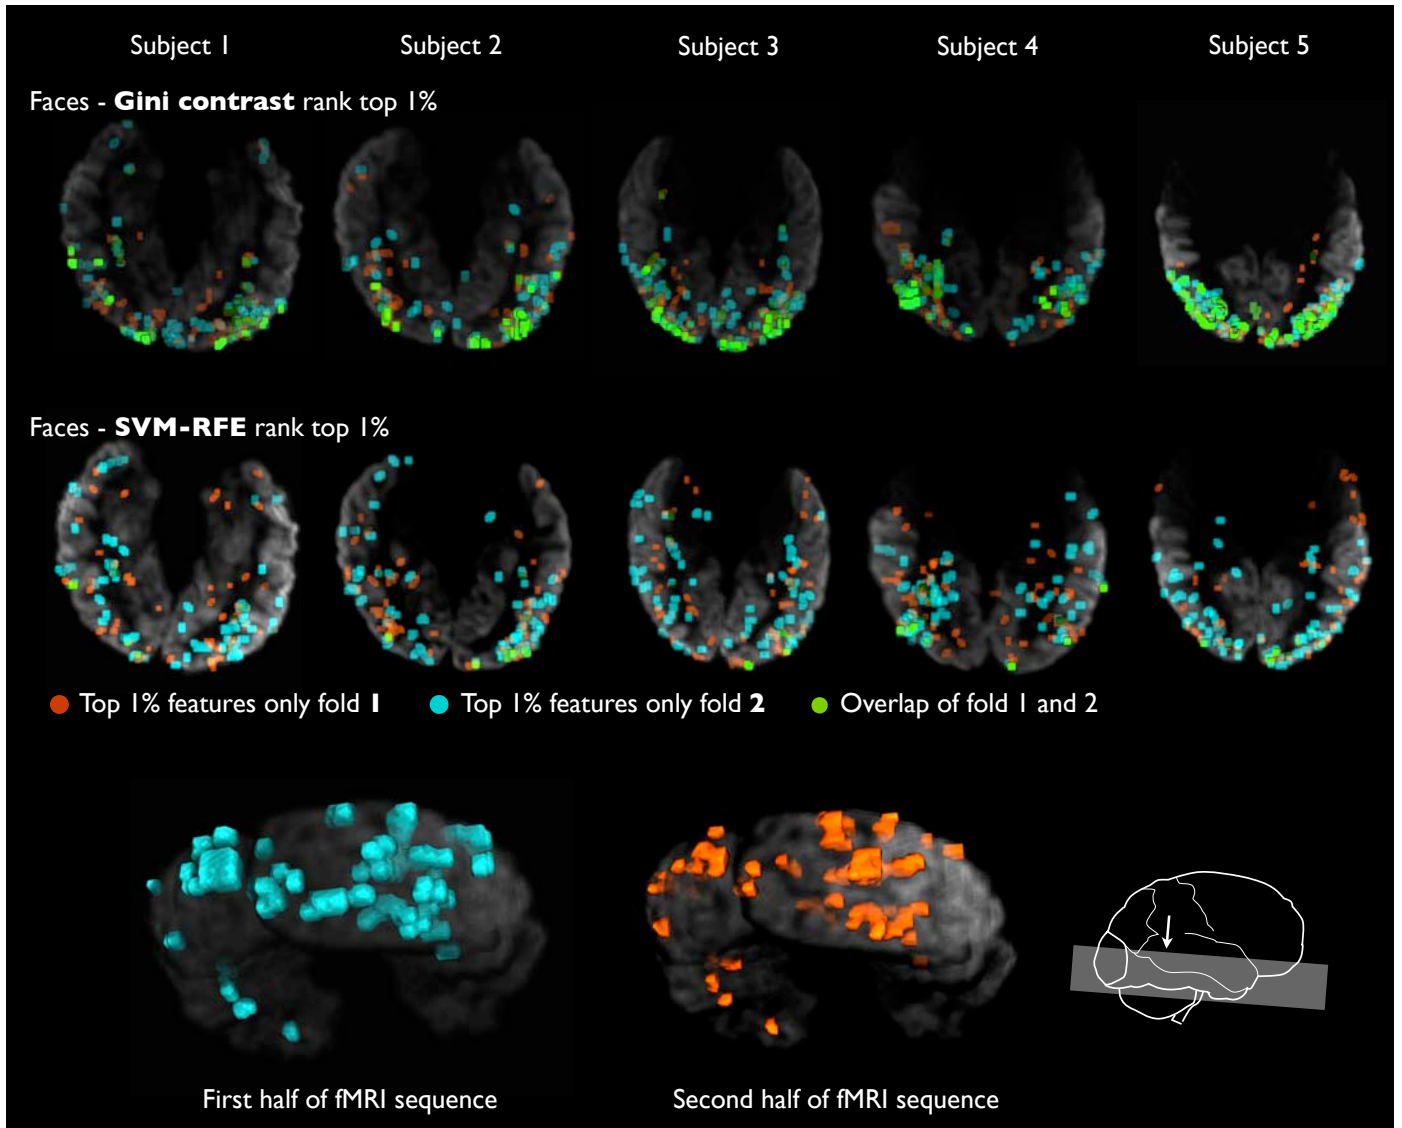 Subject 1
Subject 2
Subject 3
Subject 4
Subject 5
Faces - Gini contrast rank top 1%
Faces - SVM-RFE rank top 1%
Top 1% features only fold 1
Top 1% features only fold 2
Overlap of fold 1 and 2
First half of fMRI sequence
Second half of fMRI sequence